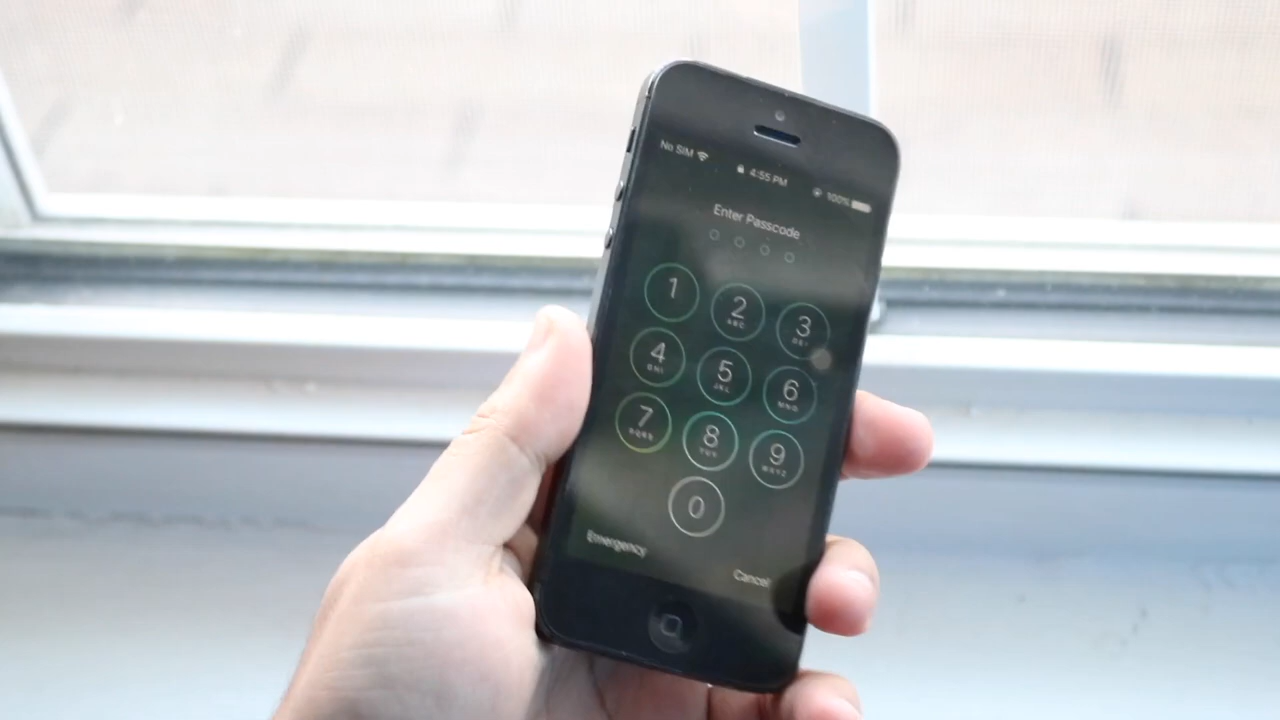 No SIM 4:55 PM 100%
Enter Passcode
1 2 3
ABC
4 5 6
GHI JKL MNO
7 8 9
PQRS TUV WXYZ
0
Emergency
Cancel